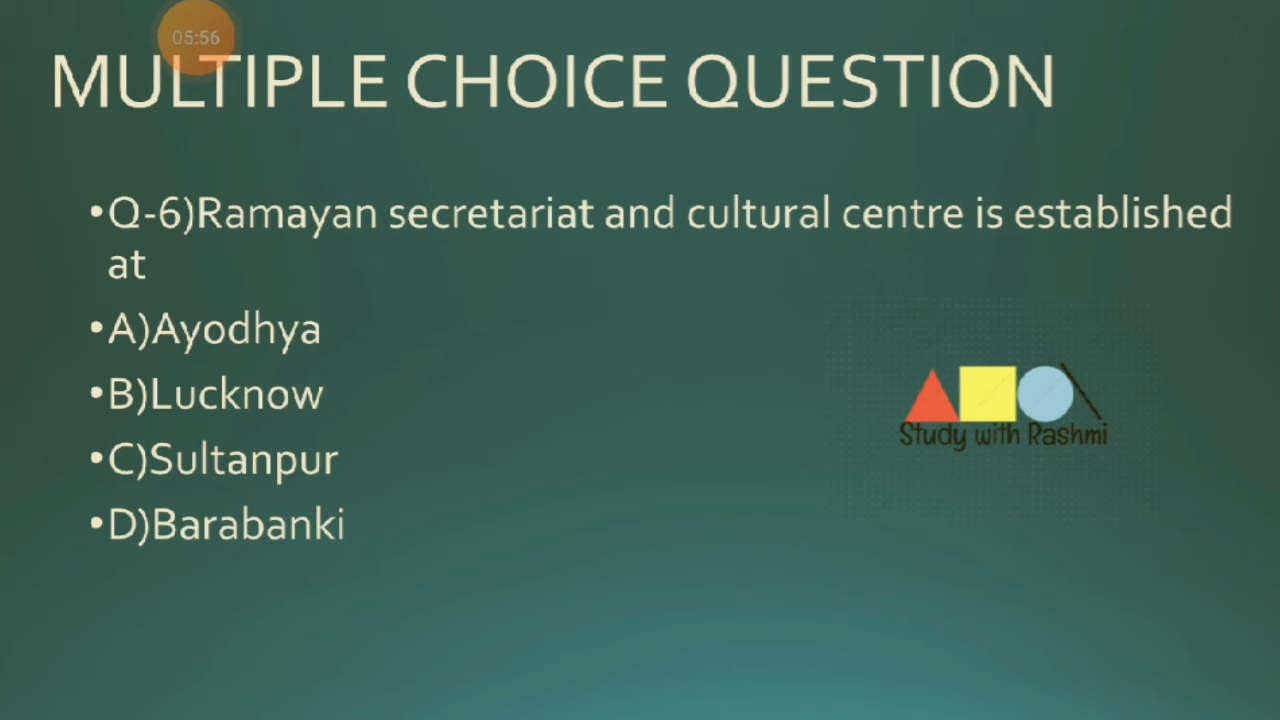 05:56
MULTIPLE CHOICE QUESTION
•Q-6)Ramayan secretariat and cultural centre is established
at
•A)Ayodhya
•B)Lucknow
•C)Sultanpur
•D)Barabanki
Study with Rashmi